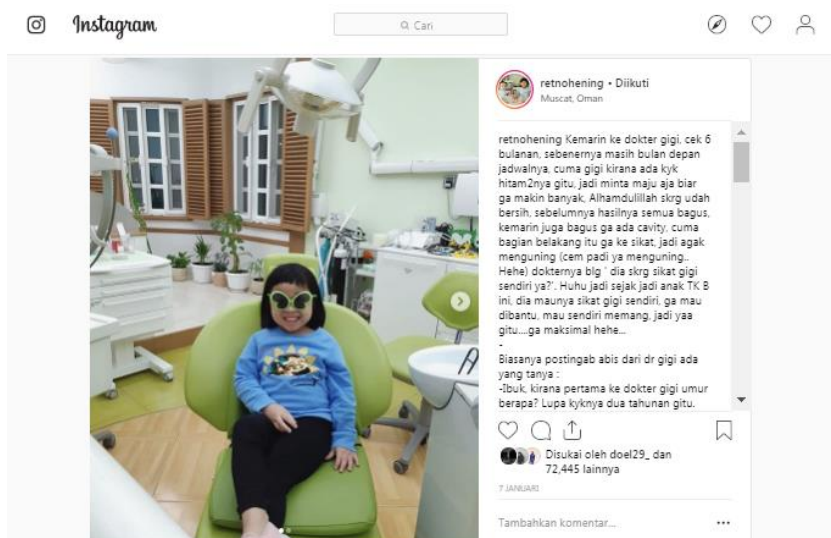 Instagram
Cari
retnohening • Diikuti
Muscat, Oman
retnohening Kemarin ke dokter gigi, cek 6
bulanan, sebenernya masih bulan depan
jadwalnya, cuma gigi kirana ada kyk
hitam2nya gitu, jadi minta maju aja biar
ga makin banyak, Alhamdulillah skrg udah
bersih, sebelumnya hasilnya semua bagus,
kemarin juga bagus ga ada cavity, cuma
bagian belakang itu ga ke sikat, jadi agak
menguning (cem padi ya menguning..
Hehe) dokternya blg ' dia skrg sikat gigi
sendiri ya?'. Huhu jadi sejak jadi anak TK B
ini, dia maunya sikat gigi sendiri, ga mau
dibantu, mau sendiri memang, jadi yaa
gitu....ga maksimal hehe...
-
Biasanya postingab abis dari dr gigi ada
yang tanya :
-Ibuk, kirana pertama ke dokter gigi umur
berapa? Lupa kyknya dua tahunan gitu.
Disukai oleh doel29_ dan
72,445 lainnya
7 JANUARI
Tambahkan komentar...